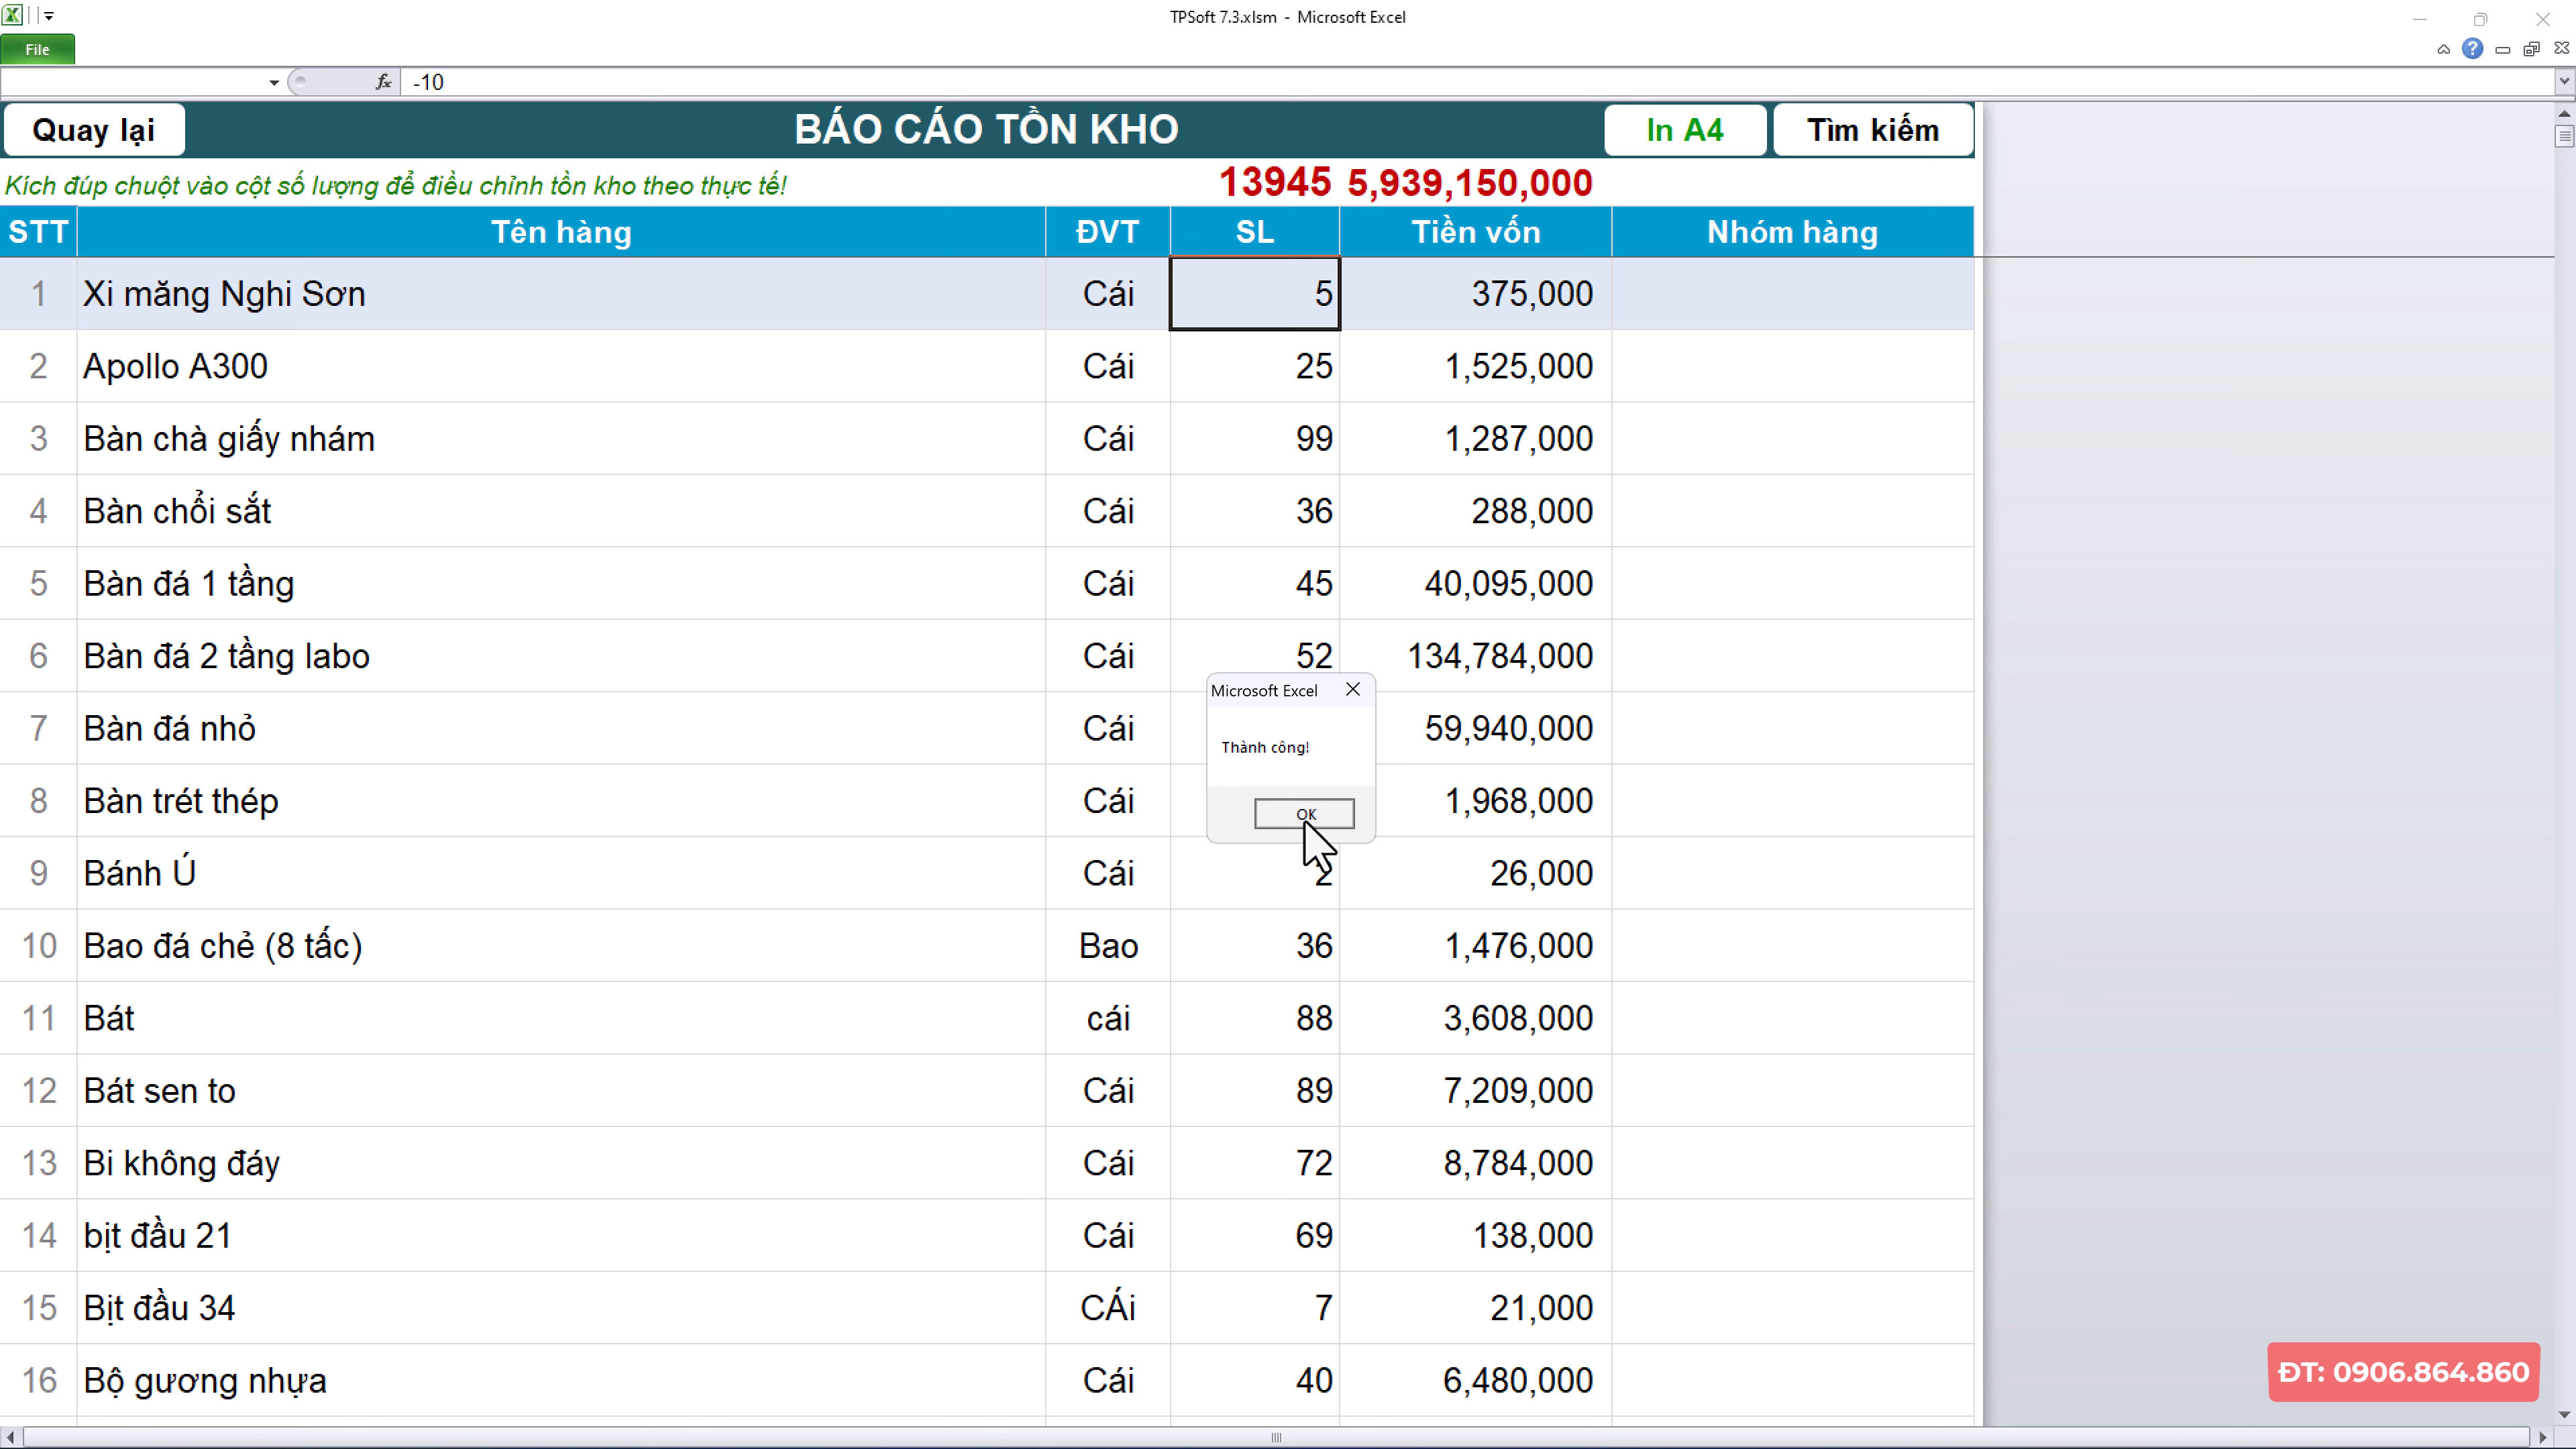 TPSoft 7.3.xlsm - Microsoft Excel
File
fx -10
Quay lại BÁO CÁO TỒN KHO In A4 Tìm kiếm
Kích đúp chuột vào cột số lượng để điều chỉnh tồn kho theo thực tế! 13945 5,939,150,000
STT Tên hàng ĐVT SL Tiền vốn Nhóm hàng
1 Xi măng Nghi Sơn Cái 5 375,000
2 Apollo A300 Cái 25 1,525,000
3 Bàn chà giấy nhám Cái 99 1,287,000
4 Bàn chổi sắt Cái 36 288,000
5 Bàn đá 1 tầng Cái 45 40,095,000
6 Bàn đá 2 tầng labo Cái 52 134,784,000
7 Bàn đá nhỏ Cái 59,940,000
8 Bàn trét thép Cái 1,968,000
9 Bánh Ú Cái 2 26,000
10 Bao đá chẻ (8 tấc) Bao 36 1,476,000
11 Bát cái 88 3,608,000
12 Bát sen to Cái 89 7,209,000
13 Bi không đáy Cái 72 8,784,000
14 bịt đầu 21 Cái 69 138,000
15 Bịt đầu 34 CÁi 7 21,000
16 Bộ gương nhựa Cái 40 6,480,000
Microsoft Excel
Thành công!
OK
ĐT: 0906.864.860